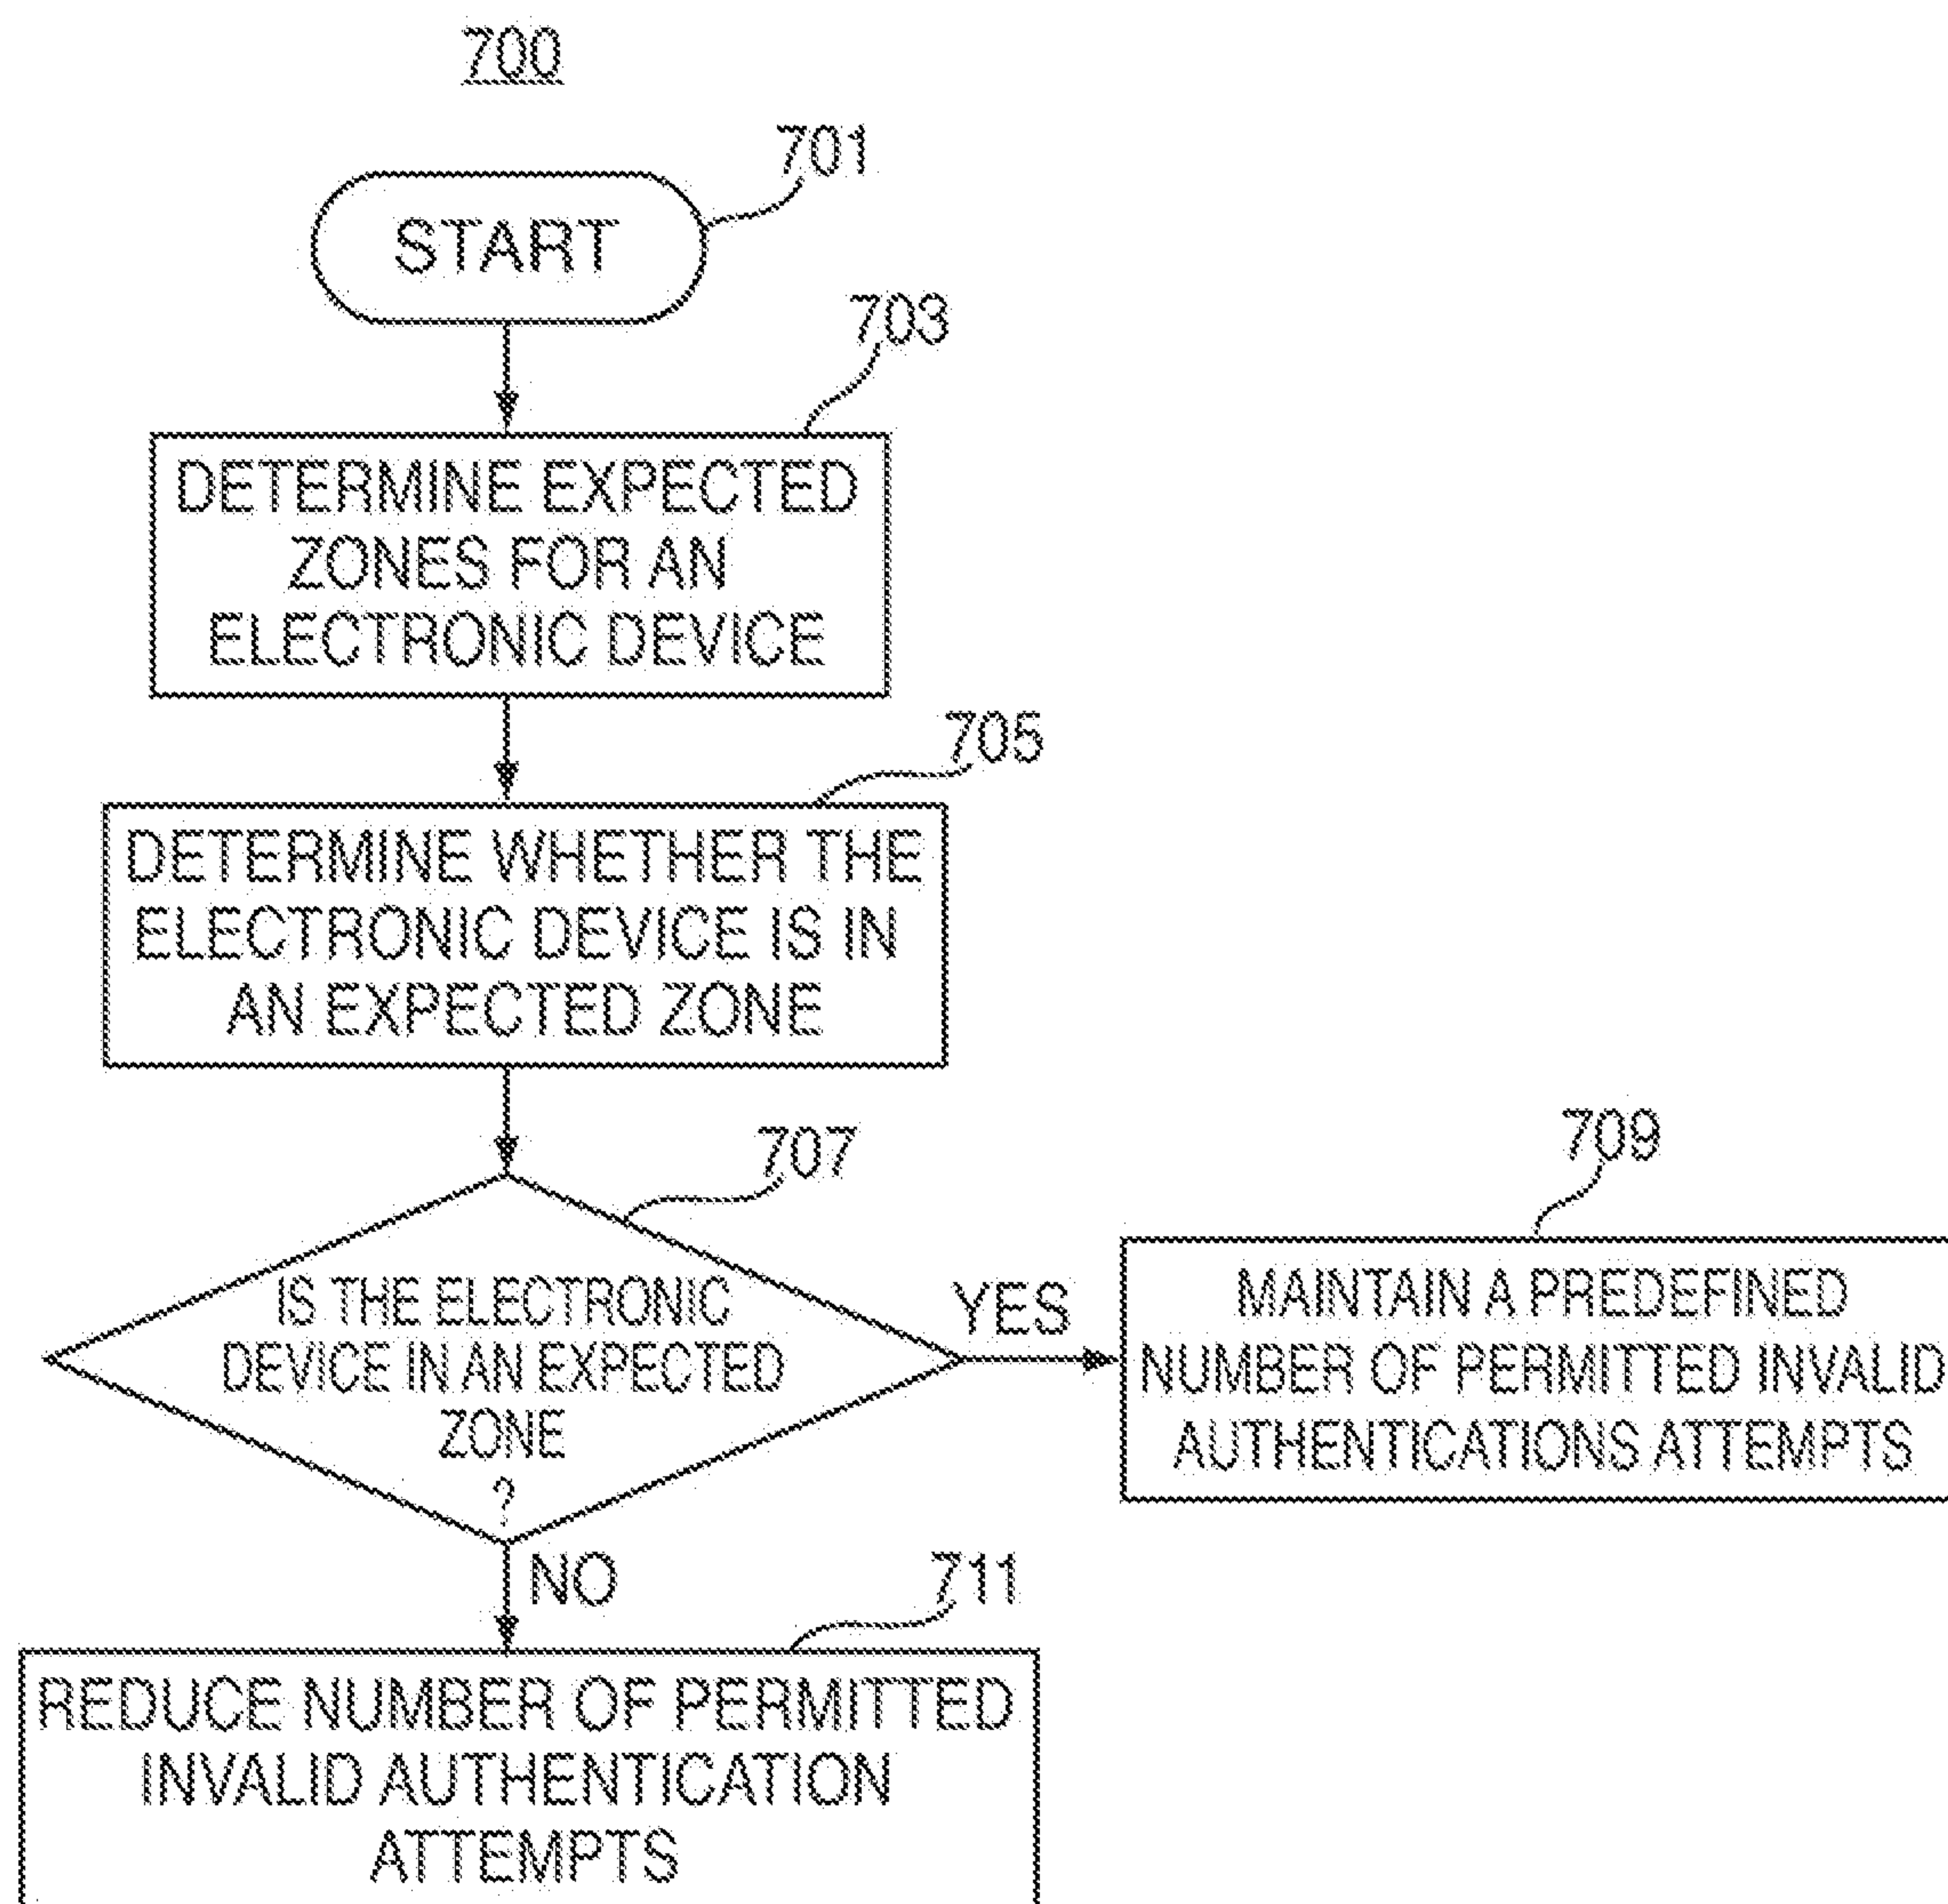 700
701
START
703
DETERMINE EXPECTED
ZONES FOR AN
ELECTRONIC DEVICE
705
DETERMINE WHETHER THE
ELECTRONIC DEVICE IS IN
AN EXPECTED ZONE
707
IS THE ELECTRONIC
DEVICE IN AN EXPECTED
ZONE
?
YES
709
MAINTAIN A PREDEFINED
NUMBER OF PERMITTED INVALID
AUTHENTICATIONS ATTEMPTS
NO
711
REDUCE NUMBER OF PERMITTED
INVALID AUTHENTICATION
ATTEMPTS